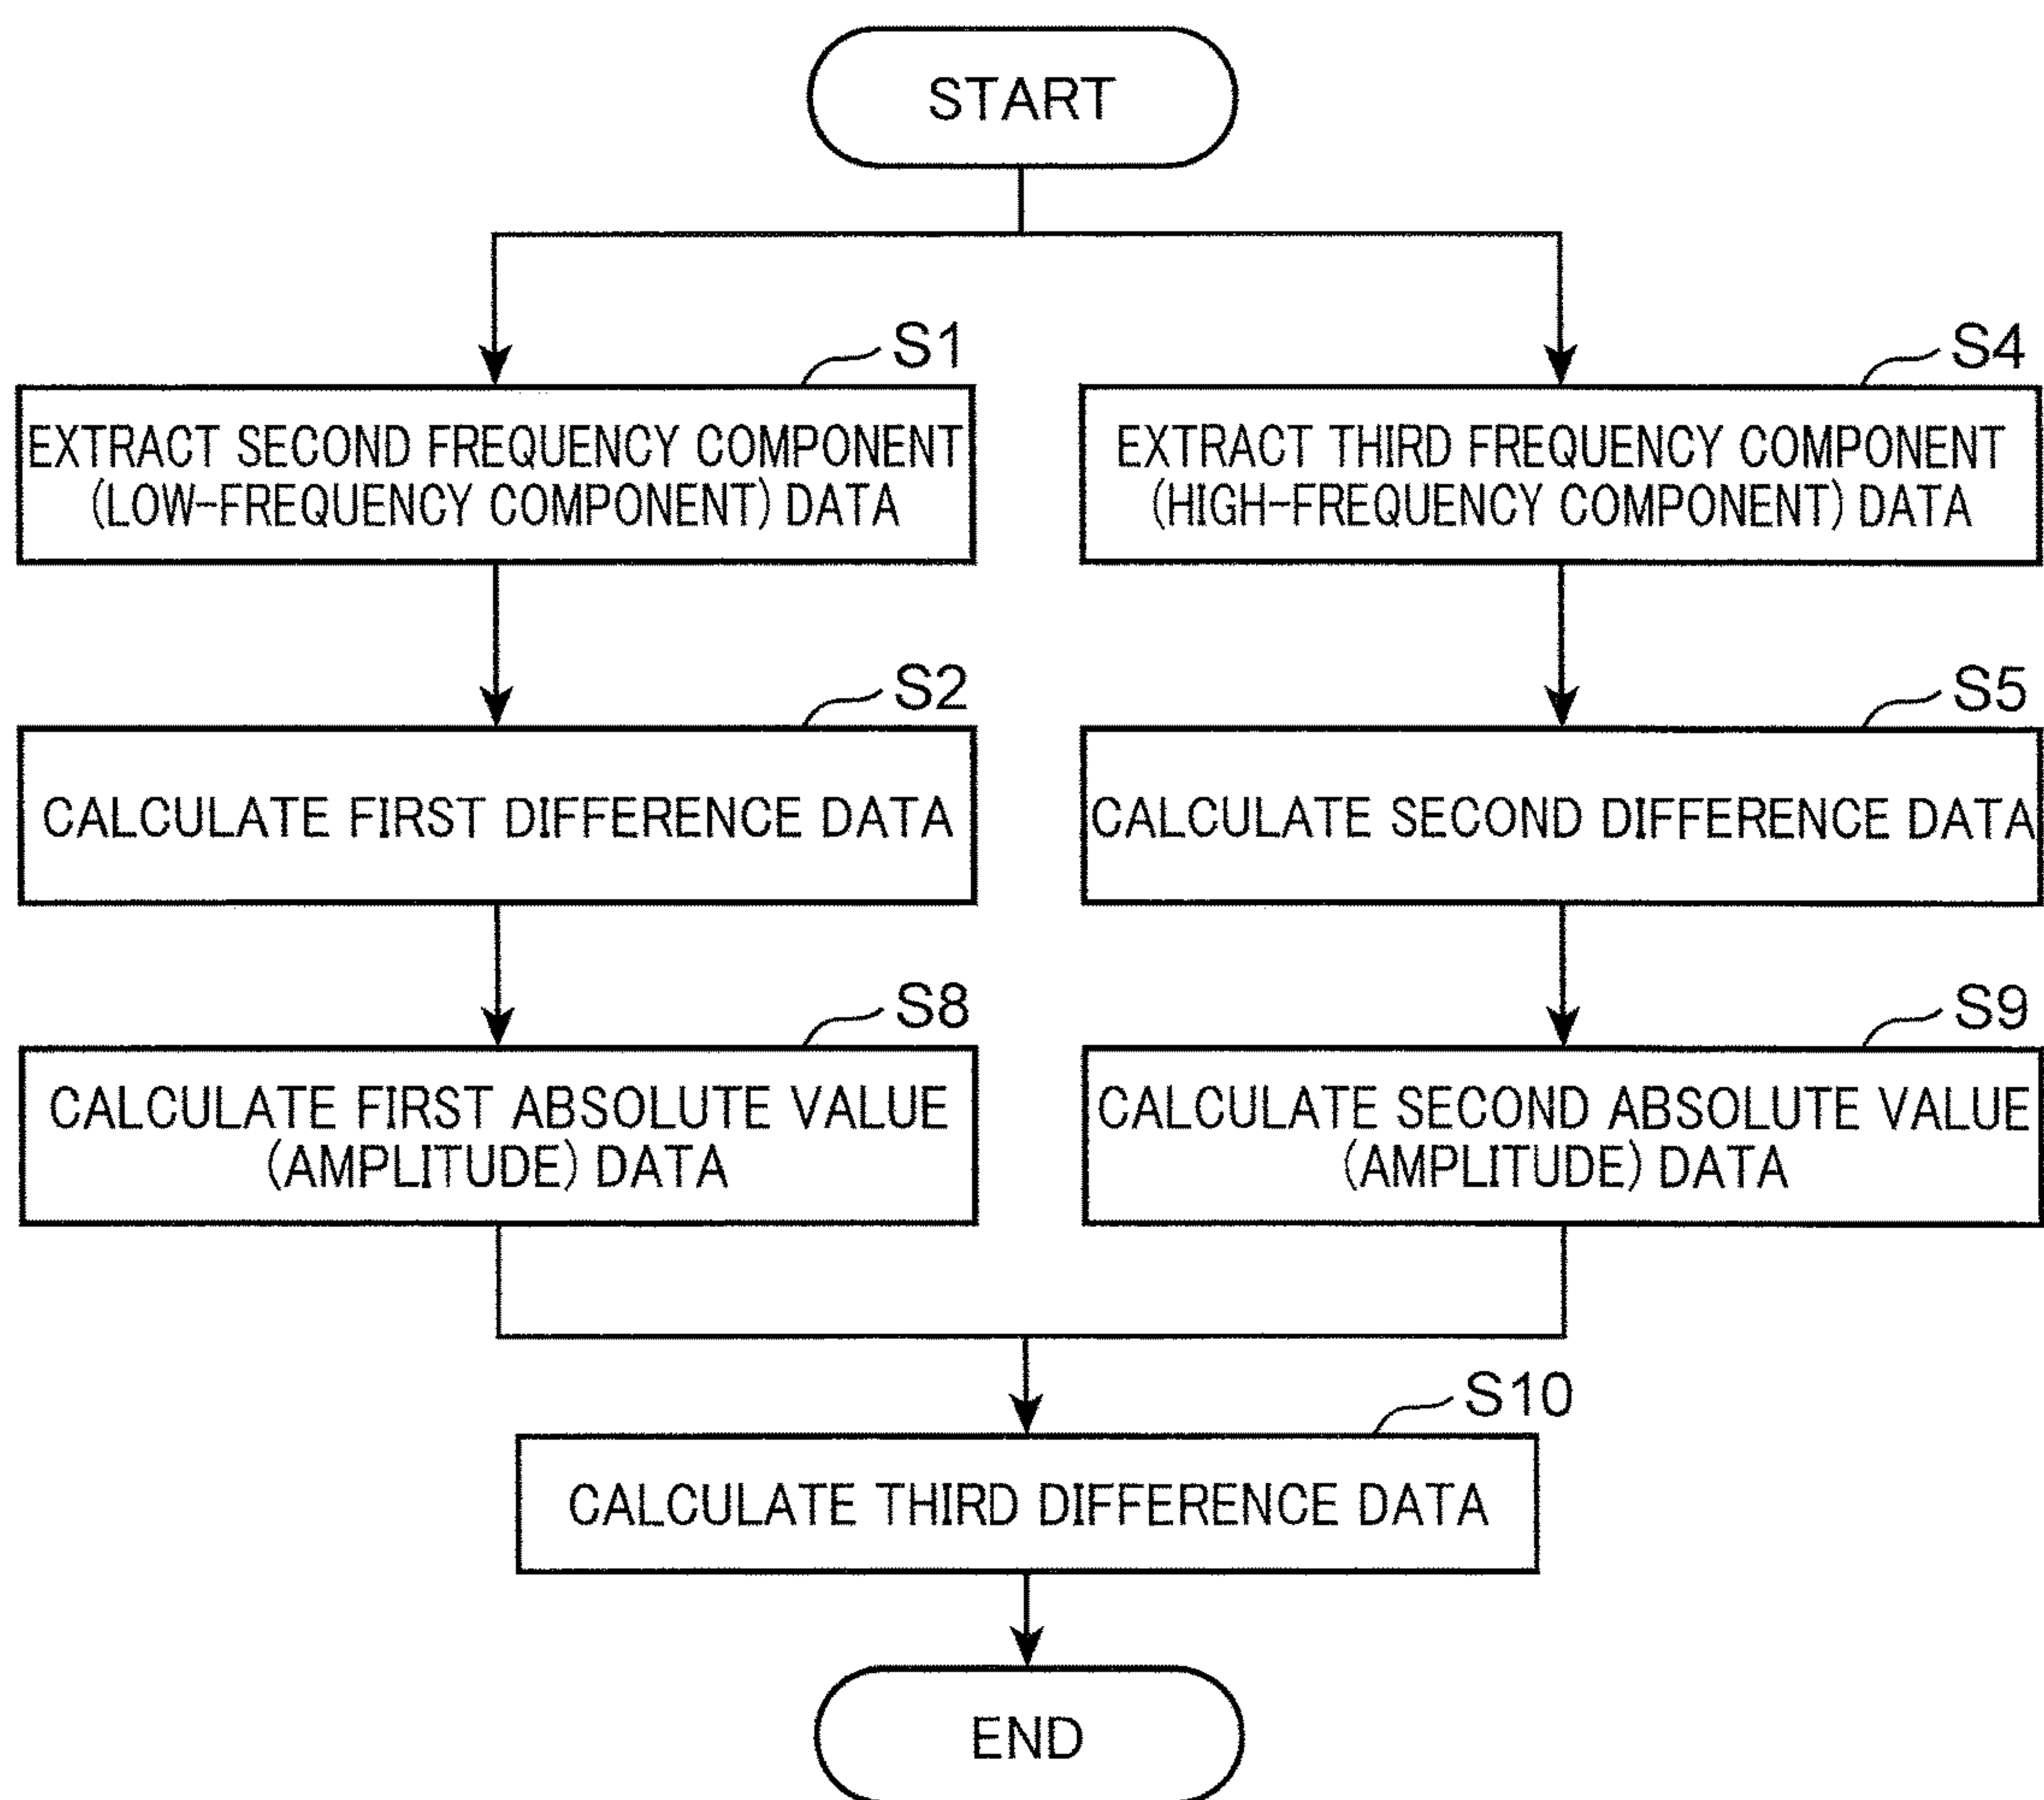 START
S1
EXTRACT SECOND FREQUENCY COMPONENT
(LOW-FREQUENCY COMPONENT) DATA
S4
EXTRACT THIRD FREQUENCY COMPONENT
(HIGH-FREQUENCY COMPONENT) DATA
S2
CALCULATE FIRST DIFFERENCE DATA
S5
CALCULATE SECOND DIFFERENCE DATA
S8
CALCULATE FIRST ABSOLUTE VALUE
(AMPLITUDE) DATA
S9
CALCULATE SECOND ABSOLUTE VALUE
(AMPLITUDE) DATA
S10
CALCULATE THIRD DIFFERENCE DATA
END